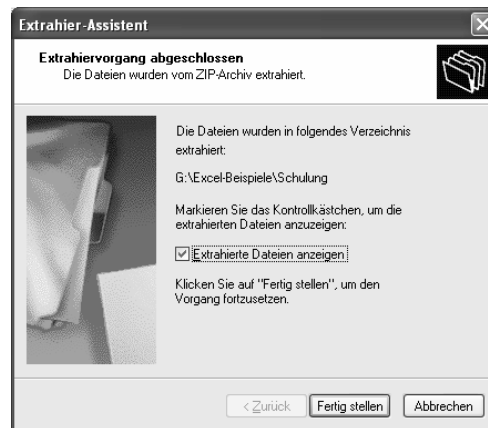 Extrahier-Assistent
Extrahiervorgang abgeschlossen
Die Dateien wurden vom ZIP-Archiv extrahiert.
Die Dateien wurden in folgendes Verzeichnis
extrahiert:
G:\Excel-Beispiele\Schulung
Markieren Sie das Kontrollkästchen, um die
extrahierten Dateien anzuzeigen:
Extrahierte Dateien anzeigen
Klicken Sie auf "Fertig stellen", um den
Vorgang fortzusetzen.
< Zurück Fertig stellen Abbrechen